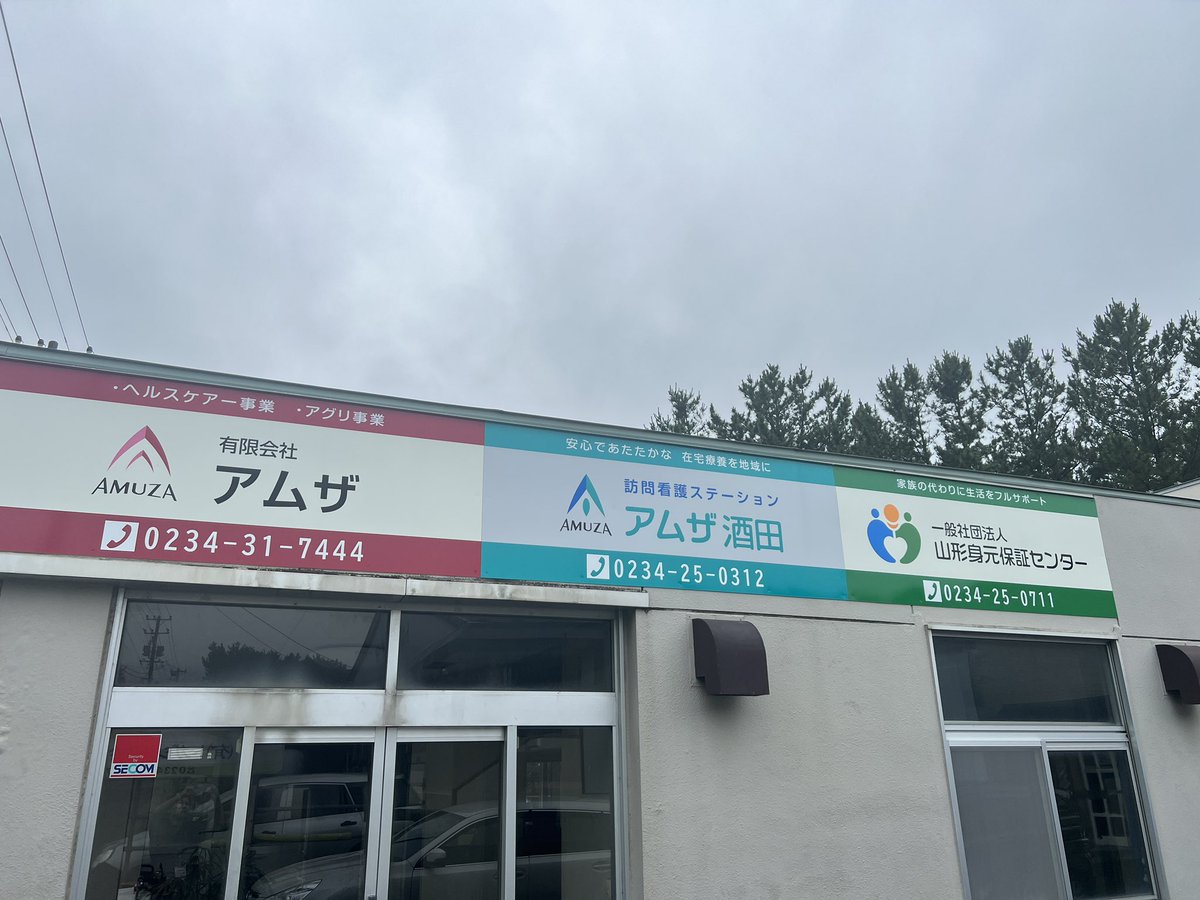 ・ヘルスケアー事業 ・アグリ事業
AMUZA
有限会社
アムザ
0234-31-7444
安心であたたかな 在宅療養を地域に
AMUZA
訪問看護ステーション
アムザ 酒田
0234-25-0312
家族の代わりに生活をフルサポート
一般社団法人
山形身元保証センター
0234-25-0711
Security
by
SECOM